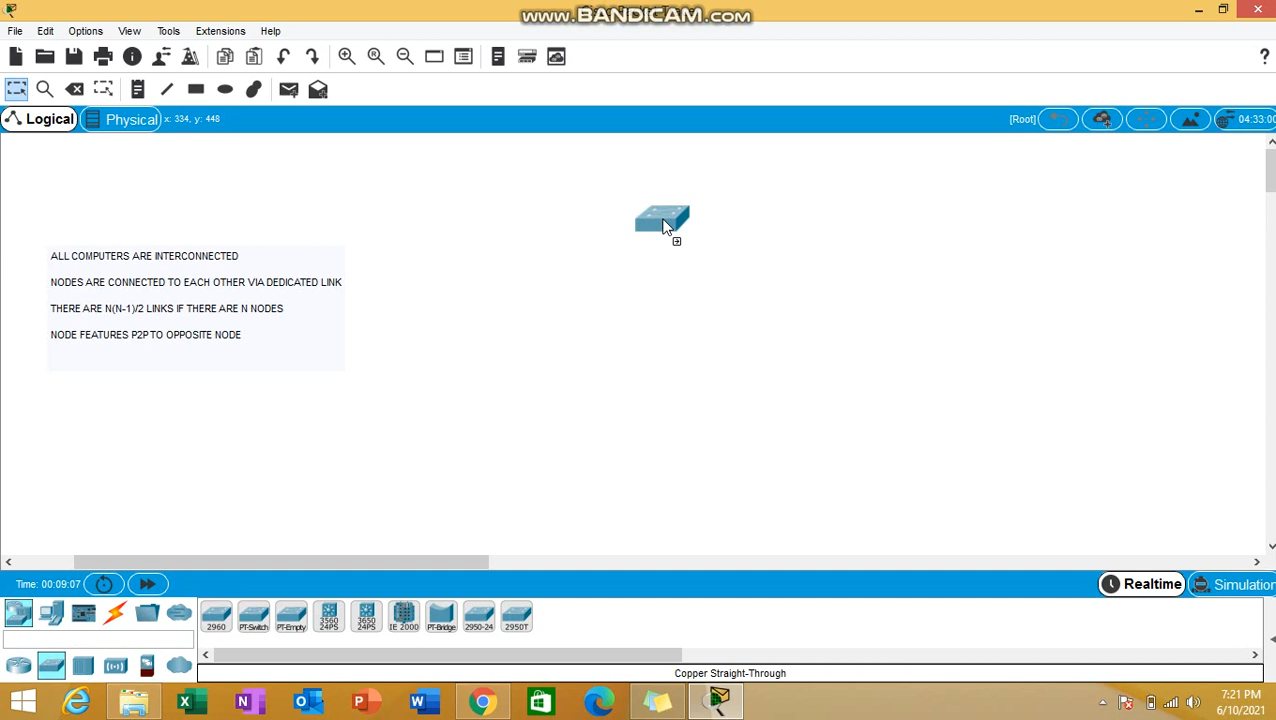 www.BANDICAM.com
File Edit Options View Tools Extensions Help
?
Logical Physical x: 334, y: 448 [Root] 04:33:00
ALL COMPUTERS ARE INTERCONNECTED
NODES ARE CONNECTED TO EACH OTHER VIA DEDICATED LINK
THERE ARE N(N-1)/2 LINKS IF THERE ARE N NODES
NODE FEATURES P2P TO OPPOSITE NODE
Time: 00:09:07 Realtime Simulation
2960 PT-Switch PT-Empty 3560 24PS 3650 24PS IE 2000 PT-Bridge 2950-24 2950T
Copper Straight-Through
7:21 PM
6/10/2021